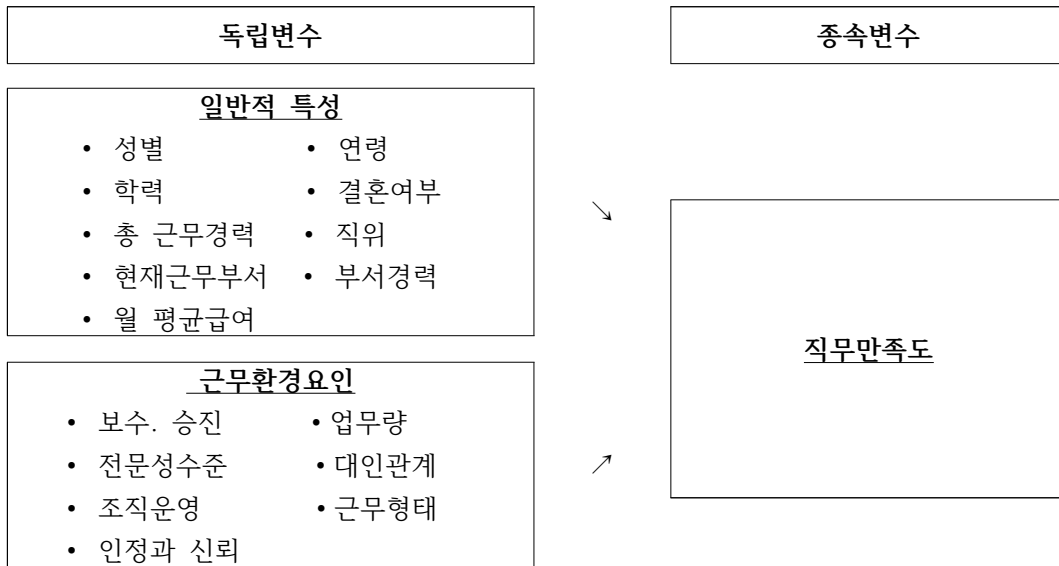 독립변수
종속변수
일반적 특성
• 성별 • 연령
• 학력 • 결혼여부
• 총 근무경력 • 직위
• 현재근무부서 • 부서경력
• 월 평균급여
↘
근무환경요인
• 보수. 승진 • 업무량
• 전문성수준 • 대인관계
• 조직운영 • 근무형태
• 인정과 신뢰
↗
직무만족도